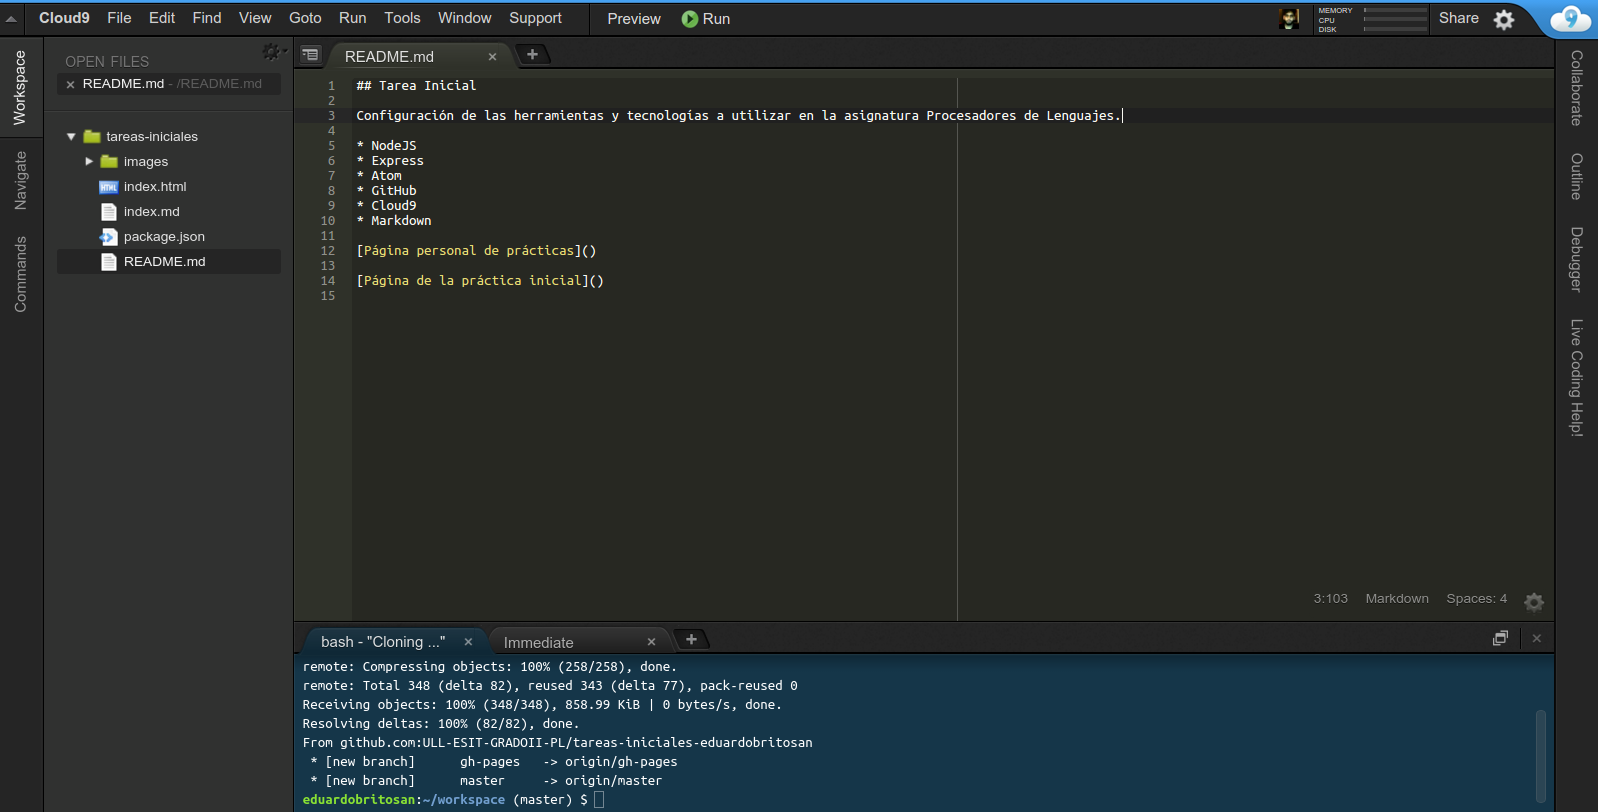 Cloud9 File Edit Find View Goto Run Tools Window Support Preview Run MEMORY CPU DISK Share
Workspace
Navigate
Commands
OPEN FILES
README.md - /README.md
tareas-iniciales
images
index.html
index.md
package.json
README.md
README.md
1 ## Tarea Inicial
2
3 Configuración de las herramientas y tecnologías a utilizar en la asignatura Procesadores de Lenguajes.
4
5 * NodeJS
6 * Express
7 * Atom
8 * GitHub
9 * Cloud9
10 * Markdown
11
12 [Página personal de prácticas]()
13
14 [Página de la práctica inicial]()
15
3:103 Markdown Spaces: 4
bash - "Cloning ..." Immediate
remote: Compressing objects: 100% (258/258), done.
remote: Total 348 (delta 82), reused 343 (delta 77), pack-reused 0
Receiving objects: 100% (348/348), 858.99 KiB | 0 bytes/s, done.
Resolving deltas: 100% (82/82), done.
From github.com:ULL-ESIT-GRADOII-PL/tareas-iniciales-eduardobritosan
* [new branch] gh-pages -> origin/gh-pages
* [new branch] master -> origin/master
eduardobritosan:~/workspace (master) $
Collaborate
Outline
Debugger
Live Coding Help!